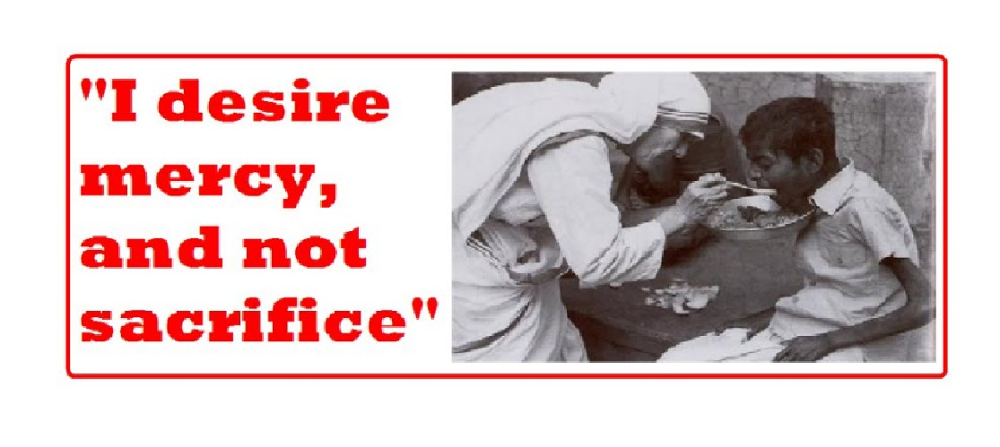 "I desire
mercy,
and not
sacrifice"